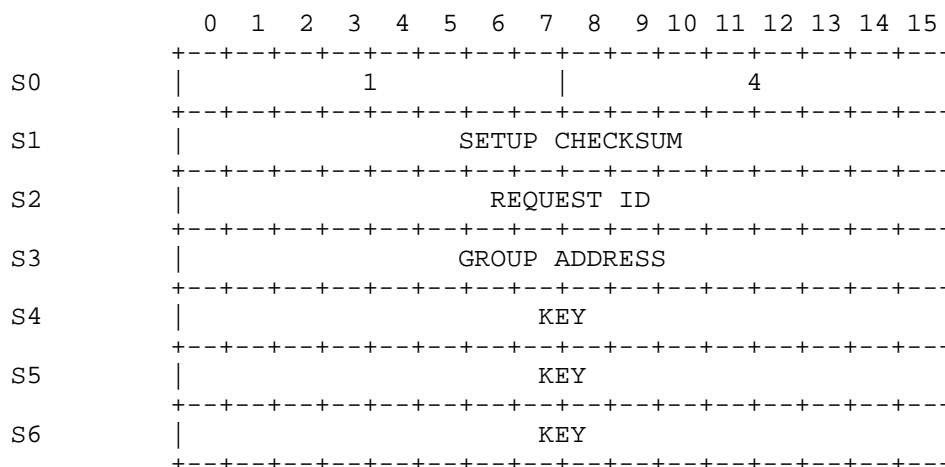 0 1 2 3 4 5 6 7 8 9 10 11 12 13 14 15
+--+--+--+--+--+--+--+--+--+--+--+--+--+--+--+--
S0 | 1 | 4
+--+--+--+--+--+--+--+--+--+--+--+--+--+--+--+--
S1 | SETUP CHECKSUM
+--+--+--+--+--+--+--+--+--+--+--+--+--+--+--+--
S2 | REQUEST ID
+--+--+--+--+--+--+--+--+--+--+--+--+--+--+--+--
S3 | GROUP ADDRESS
+--+--+--+--+--+--+--+--+--+--+--+--+--+--+--+--
S4 | KEY
+--+--+--+--+--+--+--+--+--+--+--+--+--+--+--+--
S5 | KEY
+--+--+--+--+--+--+--+--+--+--+--+--+--+--+--+--
S6 | KEY
+--+--+--+--+--+--+--+--+--+--+--+--+--+--+--+--